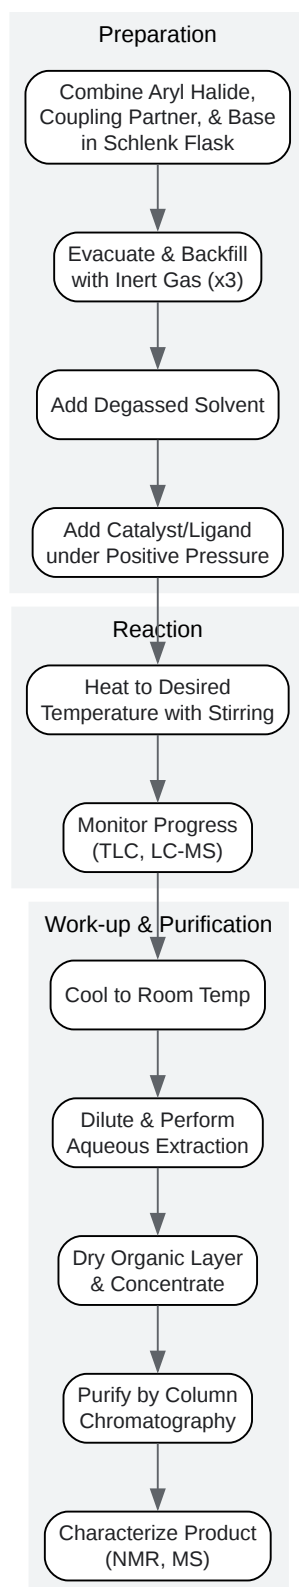 Preparation
Combine Aryl Halide,
Coupling Partner, & Base
in Schlenk Flask
Evacuate & Backfill
with Inert Gas (x3)
Add Degassed Solvent
Add Catalyst/Ligand
under Positive Pressure
Reaction
Heat to Desired
Temperature with Stirring
Monitor Progress
(TLC, LC-MS)
Work-up & Purification
Cool to Room Temp
Dilute & Perform
Aqueous Extraction
Dry Organic Layer
& Concentrate
Purify by Column
Chromatography
Characterize Product
(NMR, MS)